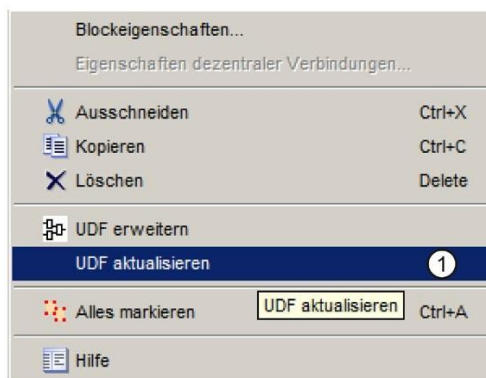 Blockeigenschaften...
Eigenschaften dezentraler Verbindungen...
Ausschneiden Ctrl+X
Kopieren Ctrl+C
Löschen Delete
UDF erweitern
UDF aktualisieren 1
UDF aktualisieren
Alles markieren Ctrl+A
Hilfe